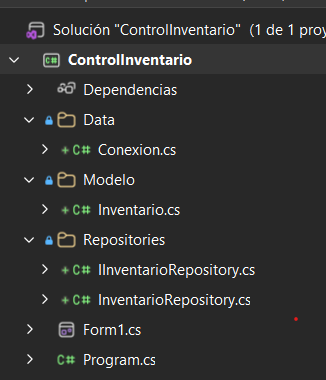 Solución "ControlInventario" (1 de 1 proy
ControlInventario
Dependencias
Data
C# Conexion.cs
Modelo
C# Inventario.cs
Repositories
C# IInventarioRepository.cs
C# InventarioRepository.cs
Form1.cs
C# Program.cs